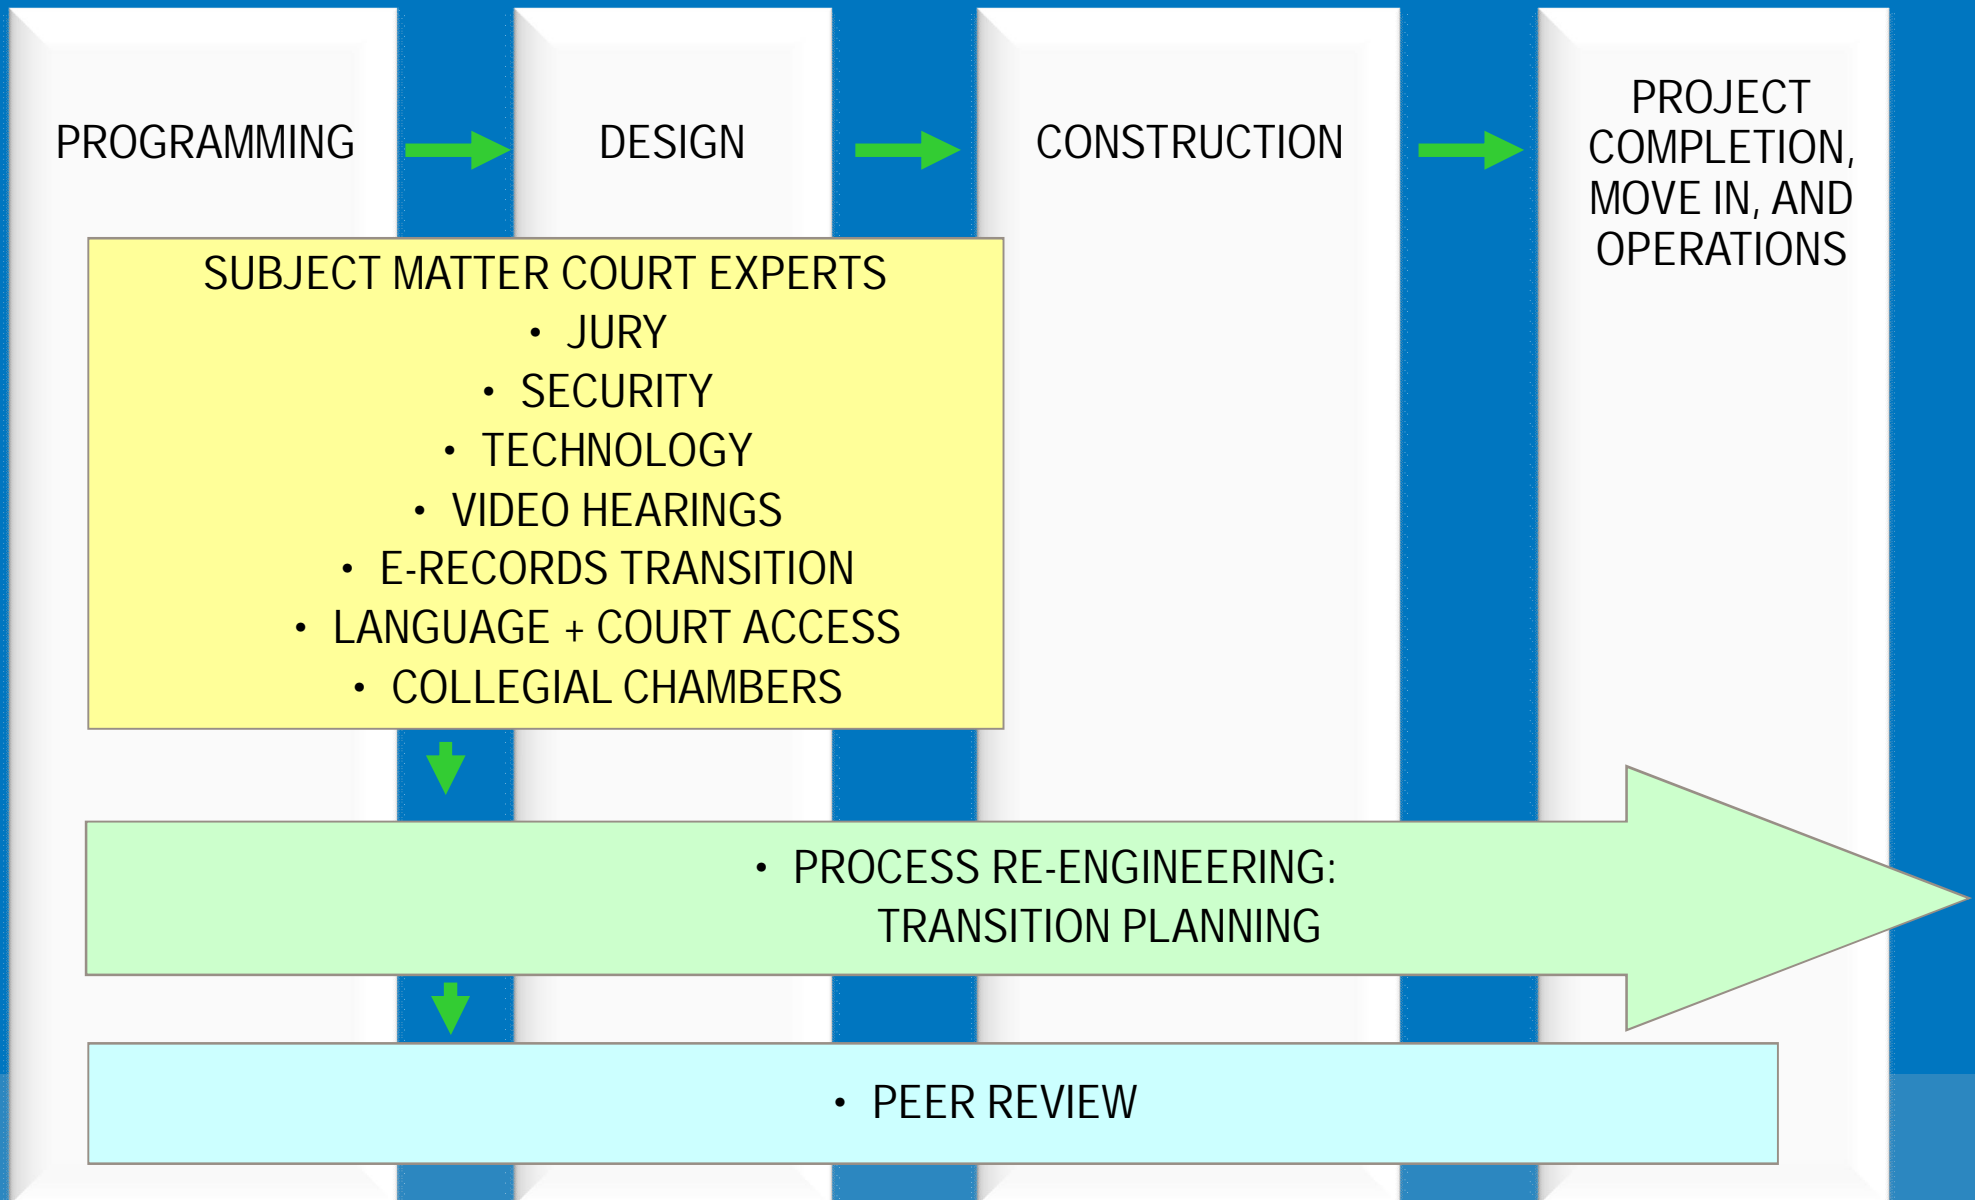 PROGRAMMING
DESIGN
CONSTRUCTION
PROJECT
COMPLETION,
MOVE IN, AND
OPERATIONS
SUBJECT MATTER COURT EXPERTS
• JURY
• SECURITY
• TECHNOLOGY
• VIDEO HEARINGS
• E-RECORDS TRANSITION
• LANGUAGE + COURT ACCESS
• COLLEGIAL CHAMBERS
• PROCESS RE-ENGINEERING:
TRANSITION PLANNING
• PEER REVIEW